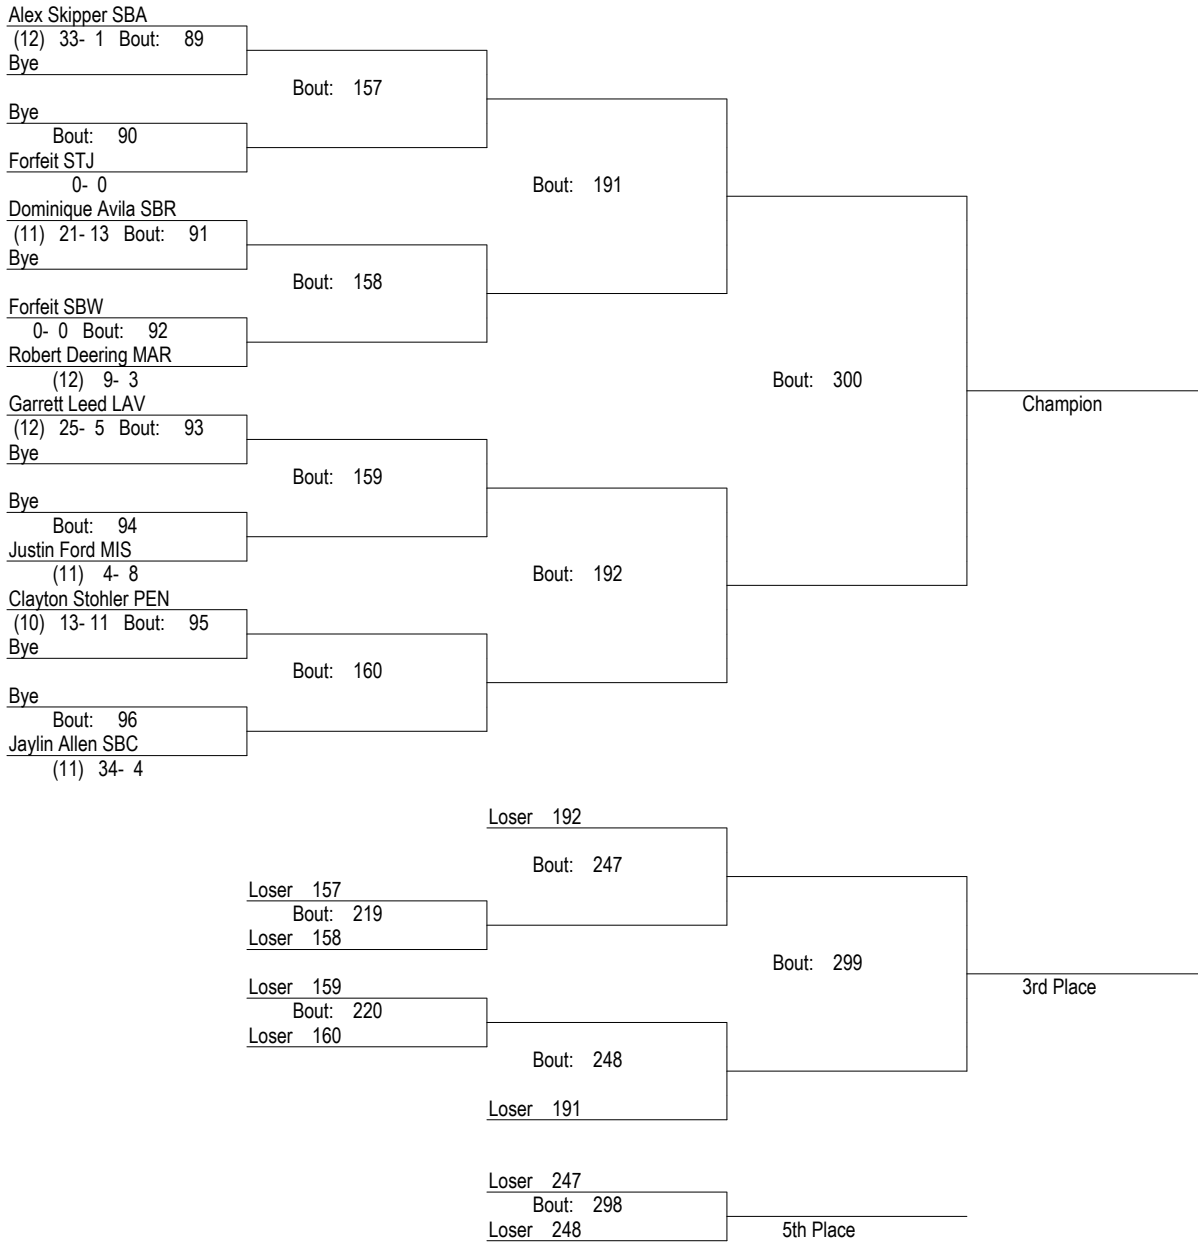 Alex Skipper SBA
(12) 33- 1 Bout: 89
Bye
Bout: 157
Bye
Bout: 90
Forfeit STJ
0- 0
Bout: 191
Dominique Avila SBR
(11) 21- 13 Bout: 91
Bye
Bout: 158
Forfeit SBW
0- 0 Bout: 92
Robert Deering MAR
(12) 9- 3
Bout: 300
Champion
Garrett Leed LAV
(12) 25- 5 Bout: 93
Bye
Bout: 159
Bye
Bout: 94
Justin Ford MIS
(11) 4- 8
Bout: 192
Clayton Stohler PEN
(10) 13- 11 Bout: 95
Bye
Bout: 160
Bye
Bout: 96
Jaylin Allen SBC
(11) 34- 4
Loser 192
Bout: 247
Loser 157
Bout: 219
Loser 158
Bout: 299
3rd Place
Loser 159
Bout: 220
Loser 160
Bout: 248
Loser 191
Loser 247
Bout: 298
Loser 248
5th Place